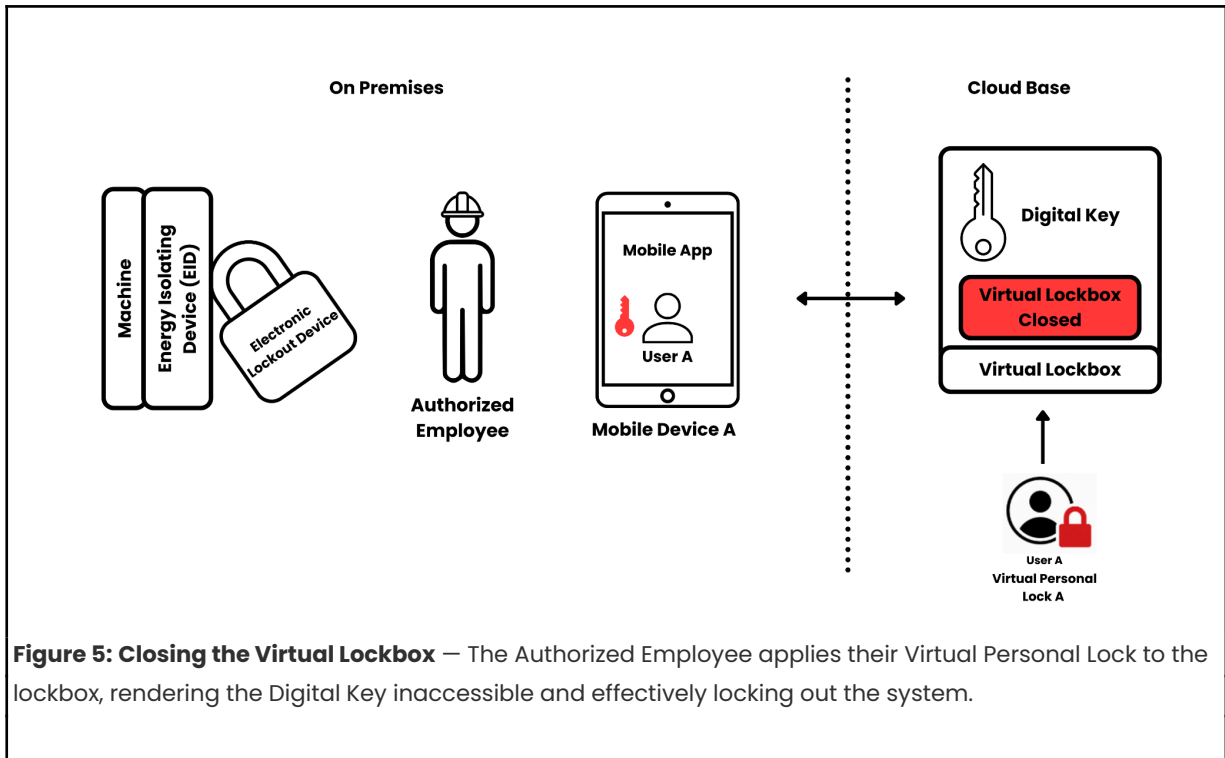 On Premises
Cloud Base
Machine
Energy Isolating
Device (EID)
Electronic
Lockout Device
Authorized
Employee
Mobile App
User A
Mobile Device A
Digital Key
Virtual Lockbox
Closed
Virtual Lockbox
User A
Virtual Personal
Lock A
Figure 5: Closing the Virtual Lockbox — The Authorized Employee applies their Virtual Personal Lock to the
lockbox, rendering the Digital Key inaccessible and effectively locking out the system.